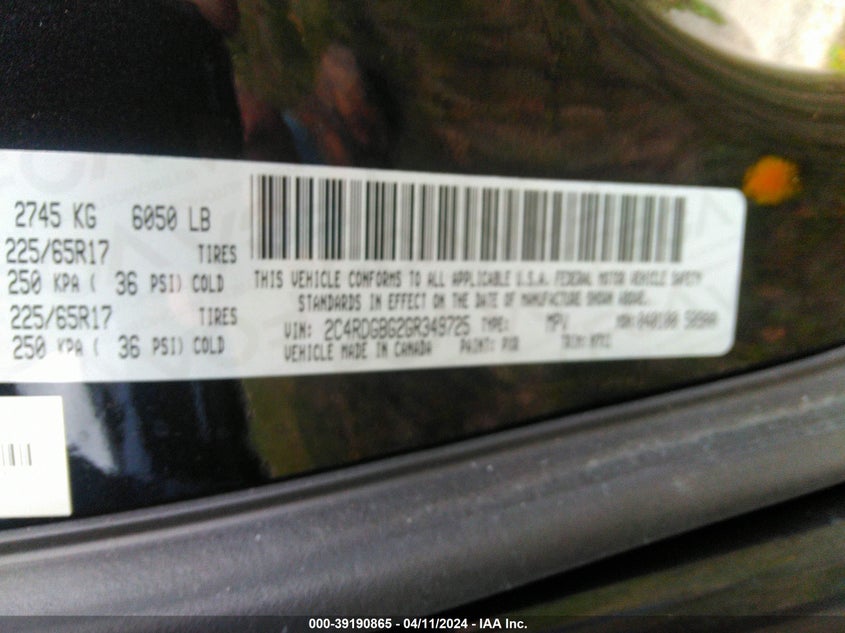 2745 KG 6050 LB
225/65R17 TIRES
250 KPA ( 36 PSI) COLD
225/65R17 TIRES
250 KPA ( 36 PSI) COLD
THIS VEHICLE CONFORMS TO ALL APPLICABLE U.S.A. FEDERAL MOTOR VEHICLE SAFETY
STANDARDS IN EFFECT ON THE DATE OF MANUFACTURE SHOWN ABOVE.
VIN: 2C4RDGBG2GR349725 TYPE: MPV
VEHICLE MADE IN CANADA PAINT: TRIM:
000-39190865 - 04/11/2024 - IAA Inc.